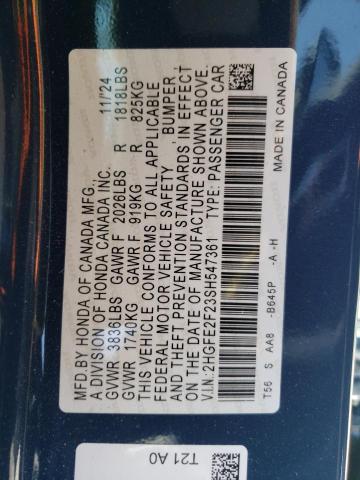 MFD.BY HONDA OF CANADA MFG.,
A DIVISION OF HONDA CANADA INC. 11/24
GVWR 3836LBS GAWR F 2026LBS R 1818LBS
GVWR 1740KG GAWR F 919KG R 825KG
THIS VEHICLE CONFORMS TO ALL APPLICABLE
FEDERAL MOTOR VEHICLE SAFETY, BUMPER,
AND THEFT PREVENTION STANDARDS IN EFFECT
ON THE DATE OF MANUFACTURE SHOWN ABOVE.
V.I.N.: 2HGFE2F23SH547361 TYPE: PASSENGER CAR
T56 S AA8 -B645P -A -H
MADE IN CANADA
T21 A0